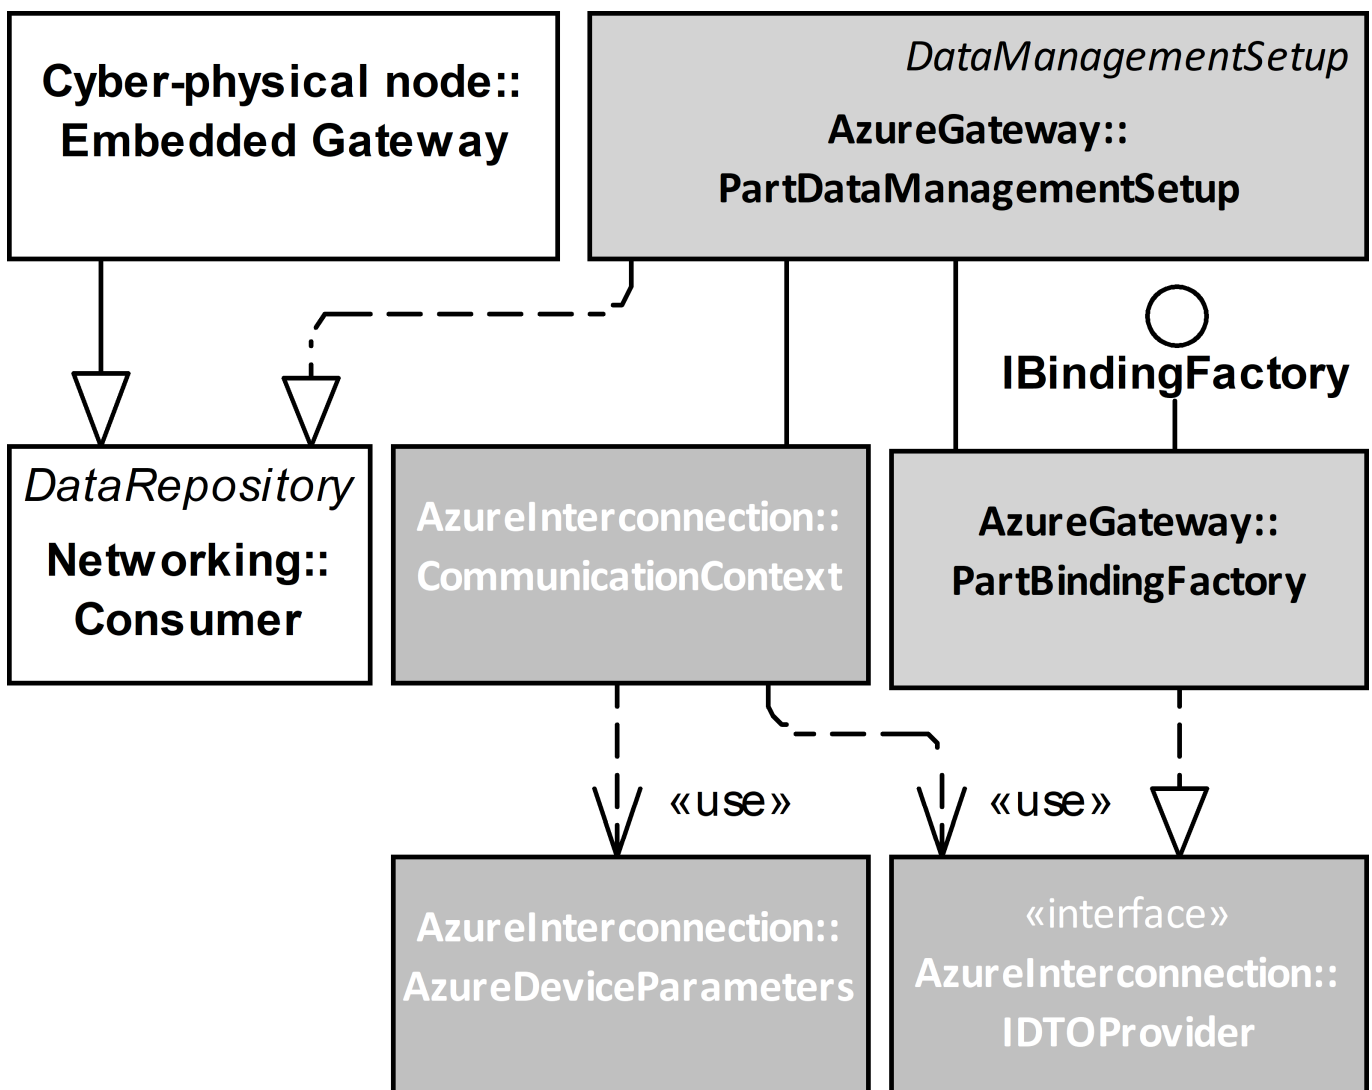 Cyber-physical node::
Embedded Gateway
DataManagementSetup
AzureGateway::
PartDataManagementSetup
IBindingFactory
DataRepository
Networking::
Consumer
AzureInterconnection::
CommunicationContext
AzureGateway::
PartBindingFactory
«use»
«use»
AzureInterconnection::
AzureDeviceParameters
«interface»
AzureInterconnection::
IDTOProvider